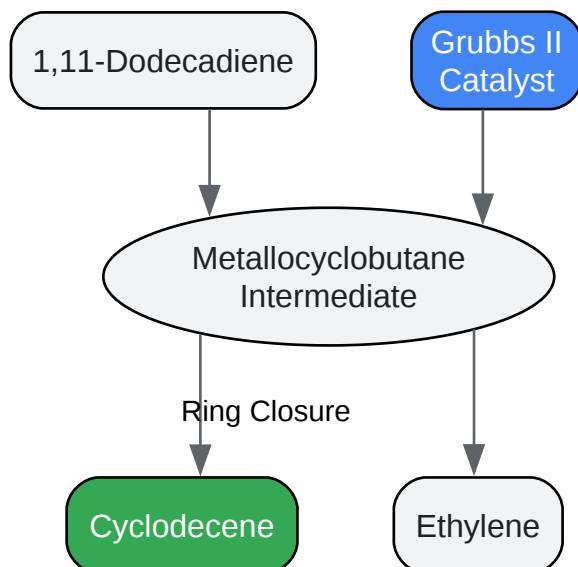 1,11-Dodecadiene
Grubbs II
Catalyst
Metallocyclobutane
Intermediate
Ring Closure
Cyclodecene
Ethylene